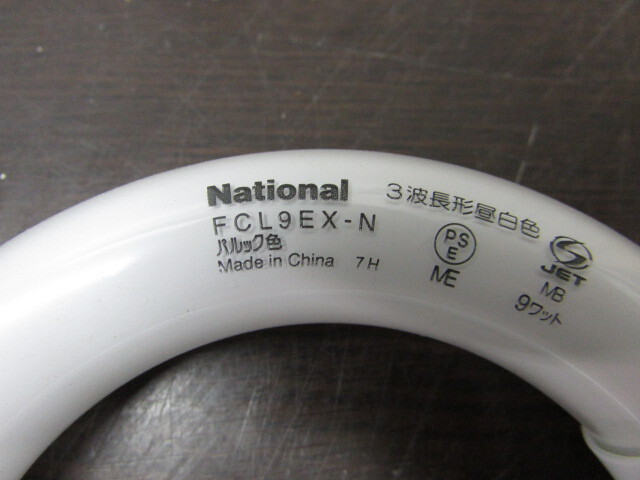 National
FCL9EX-N
パルック色
Made in China 7H
3波長形昼白色
PS
E
ME
JET
MB
9ワット